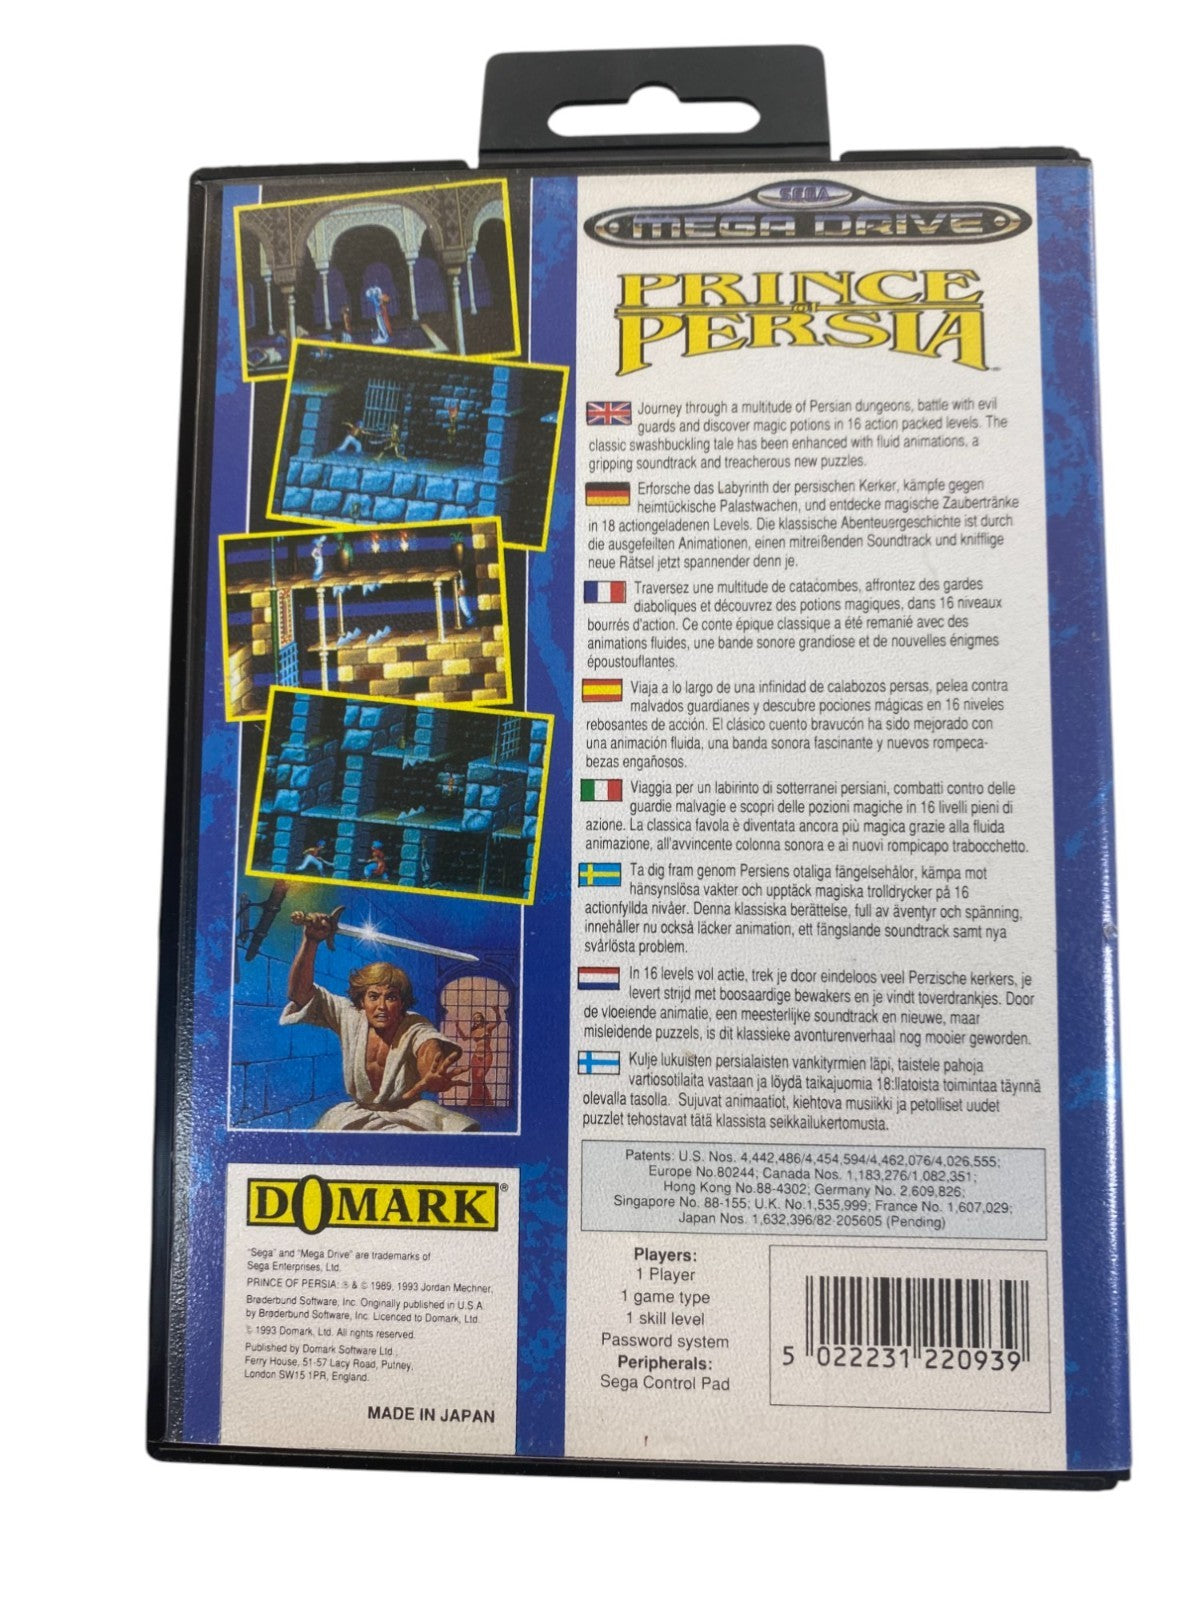 SEGA
MEGA DRIVE
PRINCE
OF
PERSIA
Journey through a multitude of Persian dungeons, battle with evil
guards and discover magic potions in 16 action packed levels. The
classic swashbuckling tale has been enhanced with fluid animations, a
gripping soundtrack and treacherous new puzzles.
Erforsche das Labyrinth der persischen Kerker, kämpfe gegen
heimtückische Palastwachen, und entdecke magische Zaubertränke
in 18 actiongeladenen Levels. Die klassische Abenteuergeschichte ist durch
die ausgefeilten Animationen, einen mitreißenden Soundtrack und knifflige
neue Rätsel jetzt spannender denn je.
Traversez une multitude de catacombes, affrontez des gardes
diaboliques et découvrez des potions magiques, dans 16 niveaux
bourrés d'action. Ce conte épique classique a été remanié avec des
animations fluides, une bande sonore grandiose et de nouvelles énigmes
époustouflantes.
Viaja a lo largo de una infinidad de calabozos persas, pelea contra
malvados guardianes y descubre pociones mágicas en 16 niveles
rebosantes de acción. El clásico cuento bravucón ha sido mejorado con
una animación fluida, una banda sonora fascinante y nuevos rompeca-
bezas engañosos.
Viaggia per un labirinto di sotterranei persiani, combatti contro delle
guardie malvagie e scopri delle pozioni magiche in 16 livelli pieni di
azione. La classica favola è diventata ancora più magica grazie alla fluida
animazione, all'avvincente colonna sonora e ai nuovi rompicapo trabocchetto.
Ta dig fram genom Persiens otaliga fängelsehålor, kämpa mot
hänsynslösa vakter och upptäck magiska trolldrycker på 16
actionfyllda nivåer. Denna klassiska berättelse, full av äventyr och spänning,
innehåller nu också läcker animation, ett fängslande soundtrack samt nya
svårlösta problem.
In 16 levels vol actie, trek je door eindeloos veel Perzische kerkers, je
levert strijd met boosaardige bewakers en je vindt toverdrankjes. Door
de vloeiende animatie, een meesterlijke soundtrack en nieuwe, maar
misleidende puzzels, is dit klassieke avonturenverhaal nog mooier geworden.
Kulje lukuisten persialaisten vankityrmien läpi, taistele pahoja
vartiosotilaita vastaan ja löydä taikajuomia 18:llatoista toimintaa täynnä
olevalla tasolla. Sujuvat animaatiot, kiehtova musiikki ja petolliset uudet
puzzlet tehostavat tätä klassista seikkailukertomusta.
Patents: U.S. Nos. 4,442,486/4,454,594/4,462,076/4,026,555;
Europe No.80244; Canada Nos. 1,183,276/1,082,351;
Hong Kong No.88-4302; Germany No. 2,609,826;
Singapore No. 88-155; U.K. No.1,535,999; France No. 1,607,029;
Japan Nos. 1,632,396/82-205605 (Pending)
Players:
1 Player
1 game type
1 skill level
Password system
Peripherals:
Sega Control Pad
5 022231 220939
DOMARK®
"Sega" and "Mega Drive" are trademarks of
Sega Enterprises, Ltd.
PRINCE OF PERSIA: ® & © 1989, 1993 Jordan Mechner,
Brøderbund Software, Inc. Originally published in U.S.A
by Brøderbund Software, Inc. Licenced to Domark, Ltd.
© 1993 Domark, Ltd. All rights reserved.
Published by Domark Software Ltd.,
Ferry House, 51-57 Lacy Road, Putney,
London SW15 1PR, England.
MADE IN JAPAN